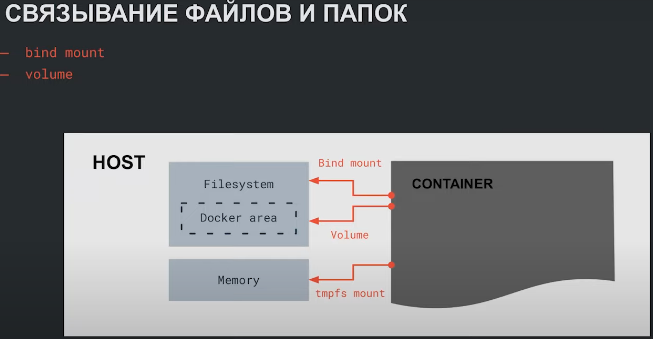 СВЯЗЫВАНИЕ ФАЙЛОВ И ПАПОК
— bind mount
— volume
HOST
Filesystem
Docker area
Memory
Bind mount
Volume
tmpfs mount
CONTAINER